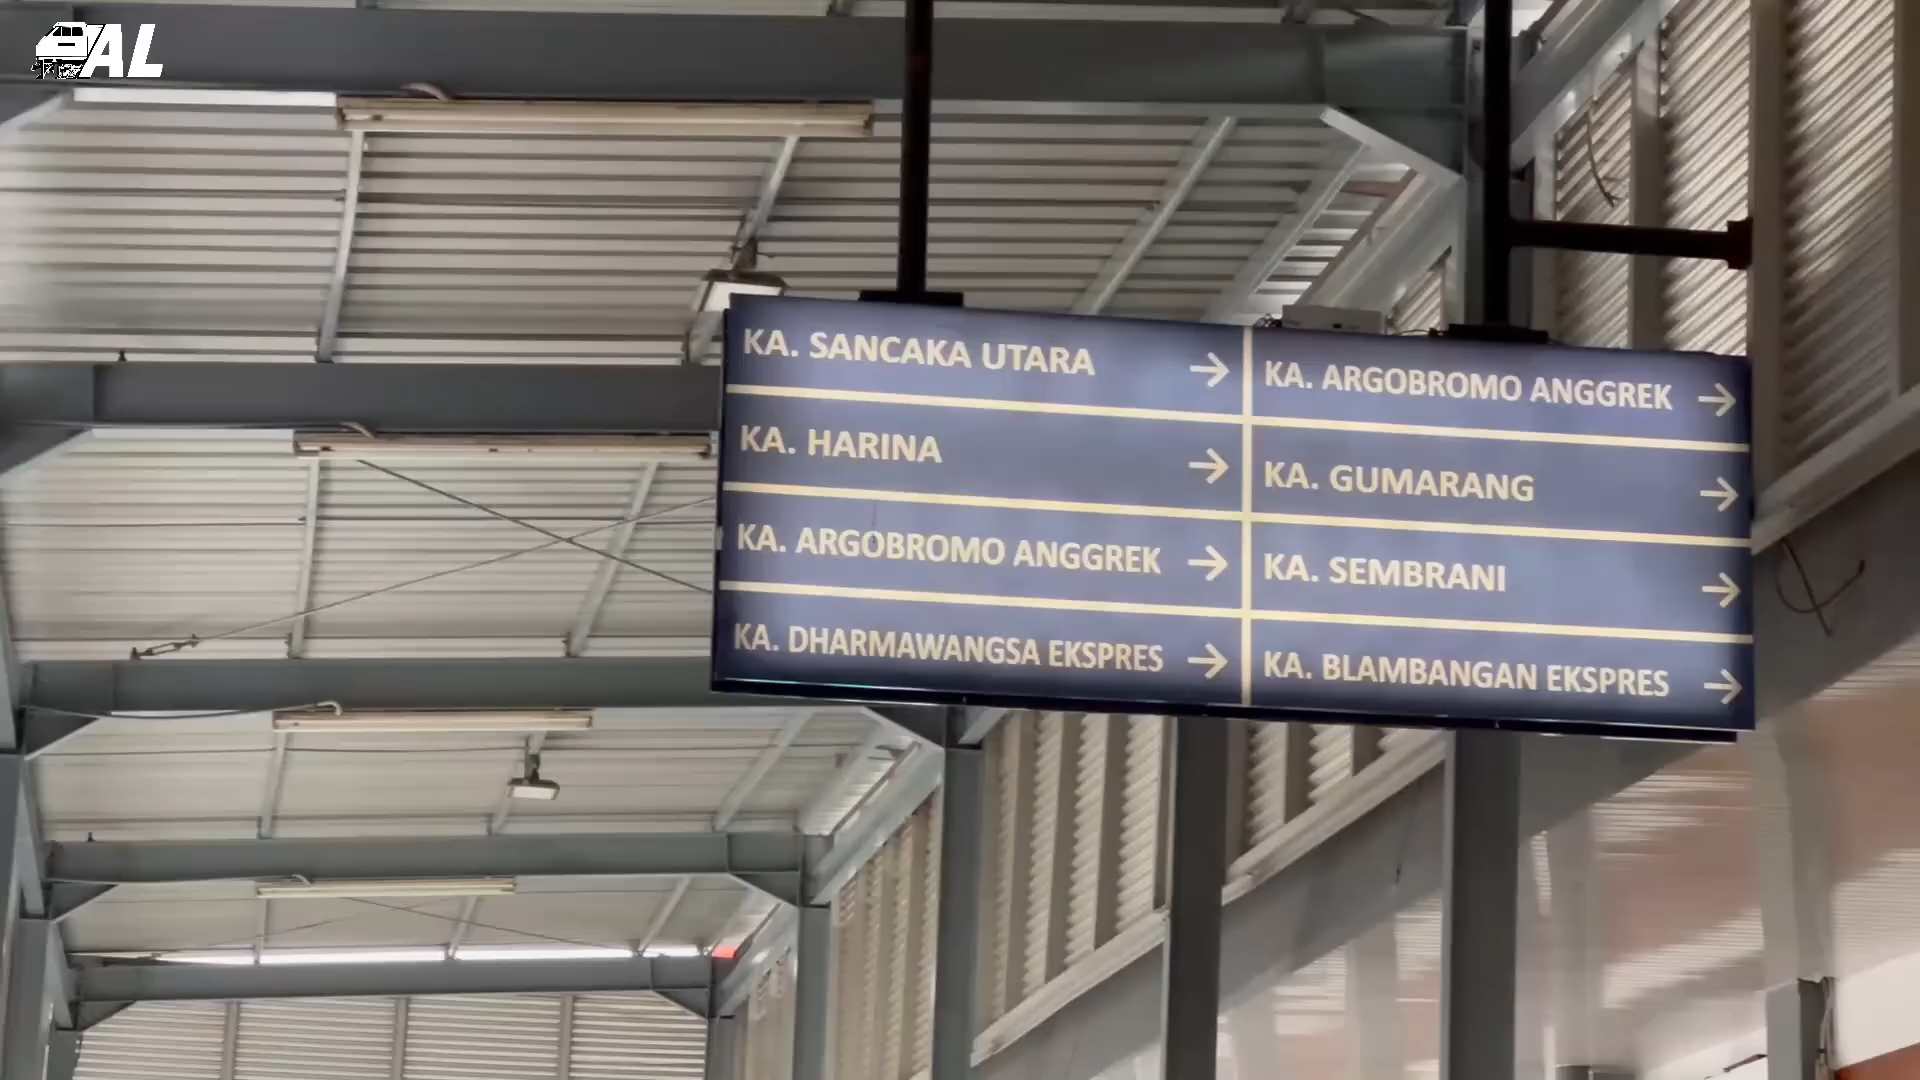 AL
KA. SANCAKA UTARA →
KA. HARINA →
KA. ARGOBROMO ANGGREK →
KA. DHARMAWANGSA EKSPRES →
KA. ARGOBROMO ANGGREK →
KA. GUMARANG →
KA. SEMBRANI →
KA. BLAMBANGAN EKSPRES →